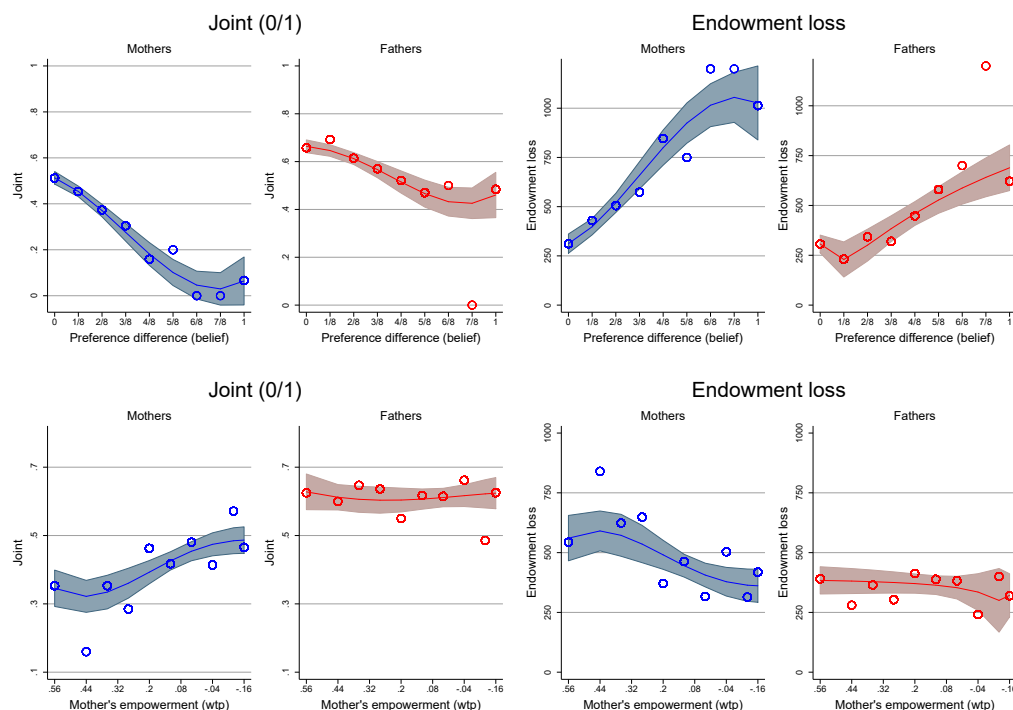 Joint (0/1)
Endowment loss
Mothers
Fathers
Mothers
Fathers
Joint
0
.2
.4
.6
.8
1
0
.2
.4
.6
.8
1
Endowment loss
0
250
500
750
1000
Endowment loss
0
250
500
750
1000
0 1/8 2/8 3/8 4/8 5/8 6/8 7/8 1
0 1/8 2/8 3/8 4/8 5/8 6/8 7/8 1
0 1/8 2/8 3/8 4/8 5/8 6/8 7/8 1
0 1/8 2/8 3/8 4/8 5/8 6/8 7/8 1
Preference difference (belief)
Preference difference (belief)
Preference difference (belief)
Preference difference (belief)
Joint (0/1)
Endowment loss
Mothers
Fathers
Mothers
Fathers
Joint
.1
.3
.5
.7
Joint
.1
.3
.5
.7
Endowment loss
0
250
500
750
1000
Endowment loss
0
250
500
750
1000
.56 .44 .32 .2 .08 -.04 -.16
.56 .44 .32 .2 .08 -.04 -.16
.56 .44 .32 .2 .08 -.04 -.16
.56 .44 .32 .2 .08 -.04 -.16
Mother's empowerment (wtp)
Mother's empowerment (wtp)
Mother's empowerment (wtp)
Mother's empowerment (wtp)